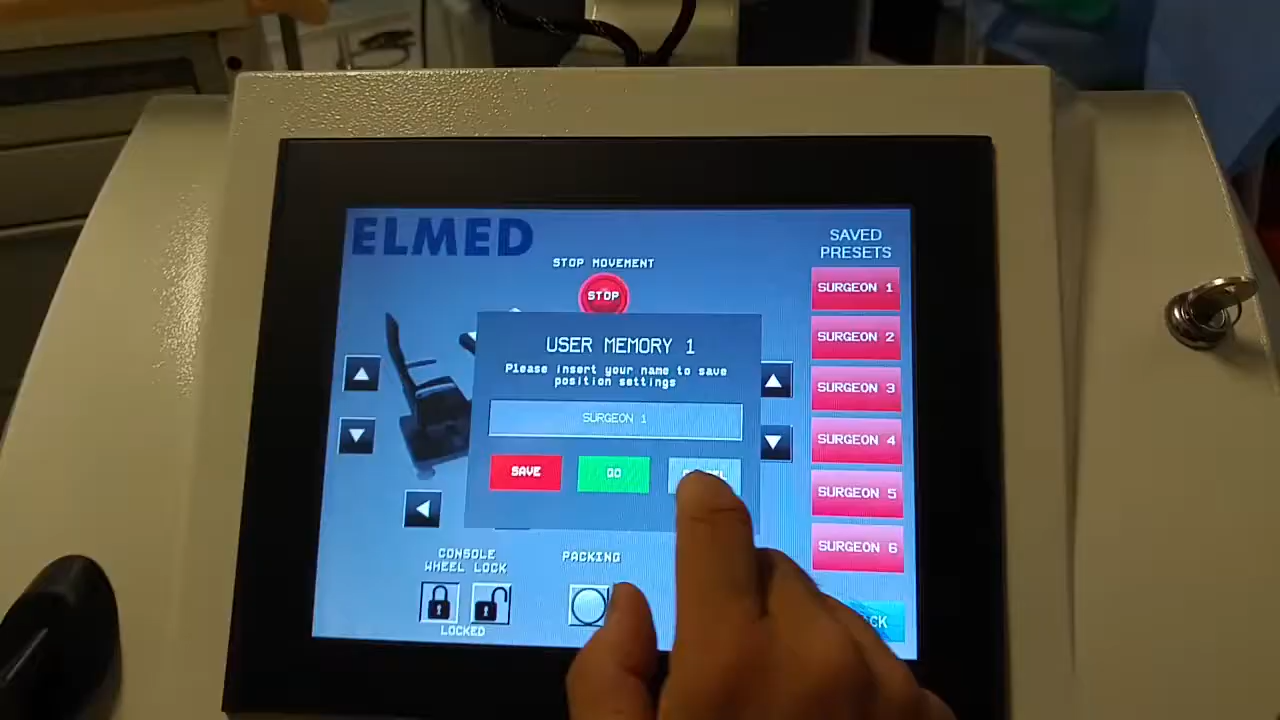 ELMED
STOP MOVEMENT
STOP
SAVED
PRESETS
SURGEON 1
SURGEON 2
SURGEON 3
SURGEON 4
SURGEON 5
SURGEON 6
USER MEMORY 1
Please insert your name to save
position settings
SURGEON 1
SAVE
GO
CONSOLE
WHEEL LOCK
LOCKED
PACKING